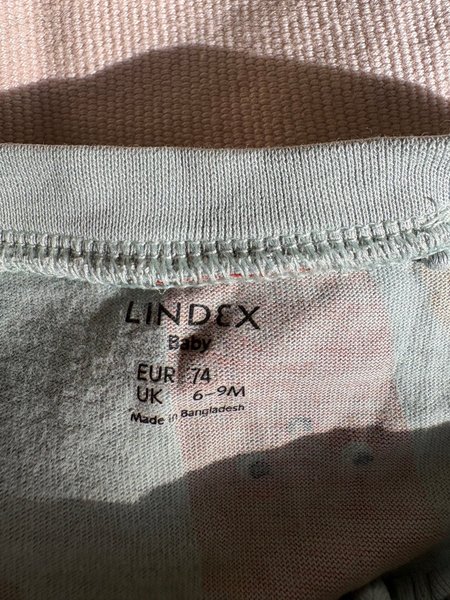 LINDEX
Baby
EUR 74
UK 6-9M
Made in Bangladesh